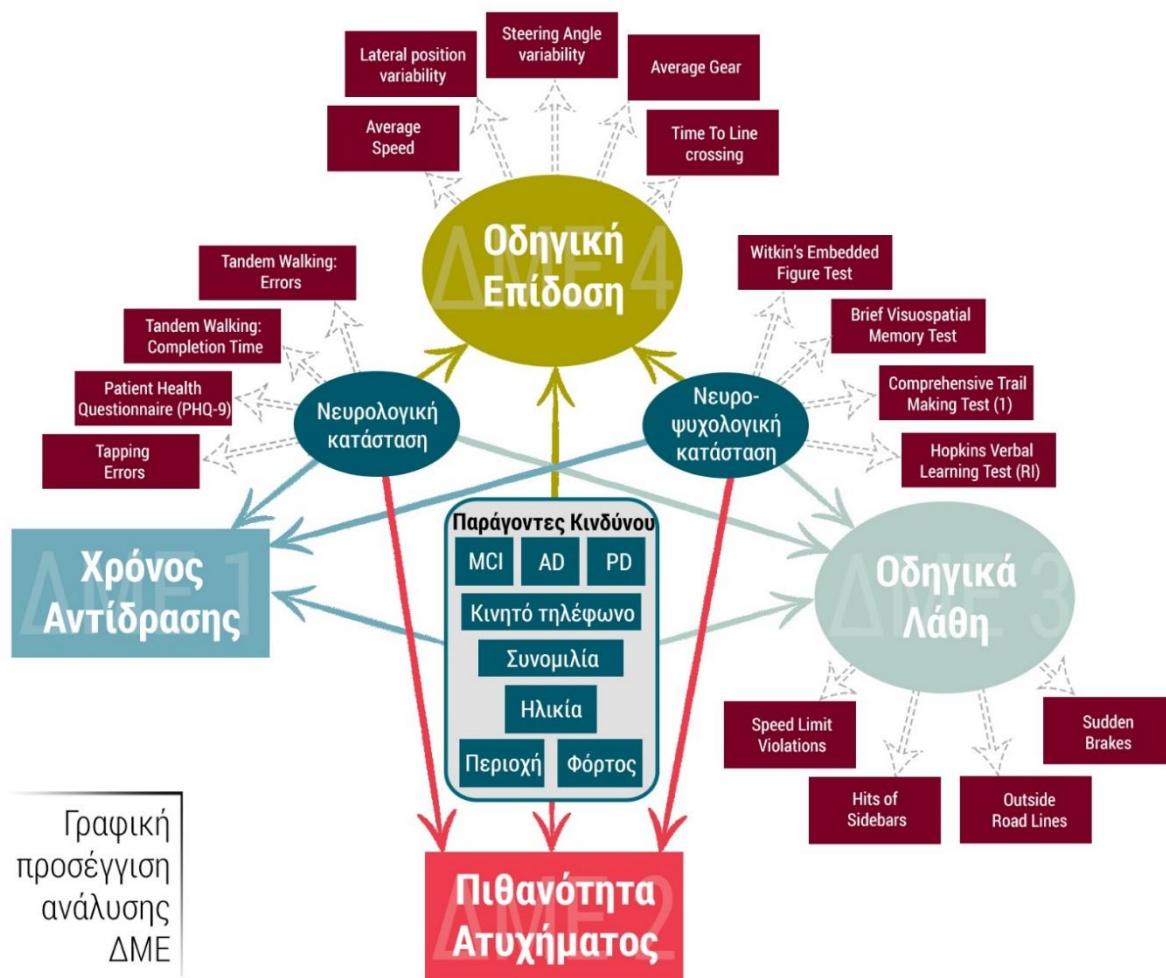 Steering Angle
variability
Lateral position
variability
Average Gear
Average
Speed
Time To Line
crossing
ΔΜΕ 4
Οδηγική
Επίδοση
Tandem Walking:
Errors
Tandem Walking:
Completion Time
Patient Health
Questionnaire (PHQ-9)
Tapping
Errors
Νευρολογική
κατάσταση
Witkin's Embedded
Figure Test
Brief Visuospatial
Memory Test
Comprehensive Trail
Making Test (1)
Hopkins Verbal
Learning Test (RI)
Νευρο-
ψυχολογική
κατάσταση
ΔΜΕ 1
Χρόνος
Αντίδρασης
Παράγοντες Κινδύνου
MCI AD PD
Κινητό τηλέφωνο
Συνομιλία
Ηλικία
Περιοχή Φόρτος
ΔΜΕ 3
Οδηγικά
Λάθη
Speed Limit
Violations
Hits of
Sidebars
Outside
Road Lines
Sudden
Brakes
ΔΜΕ 2
Πιθανότητα
Ατυχήματος
Γραφική
προσέγγιση
ανάλυσης
ΔΜΕ